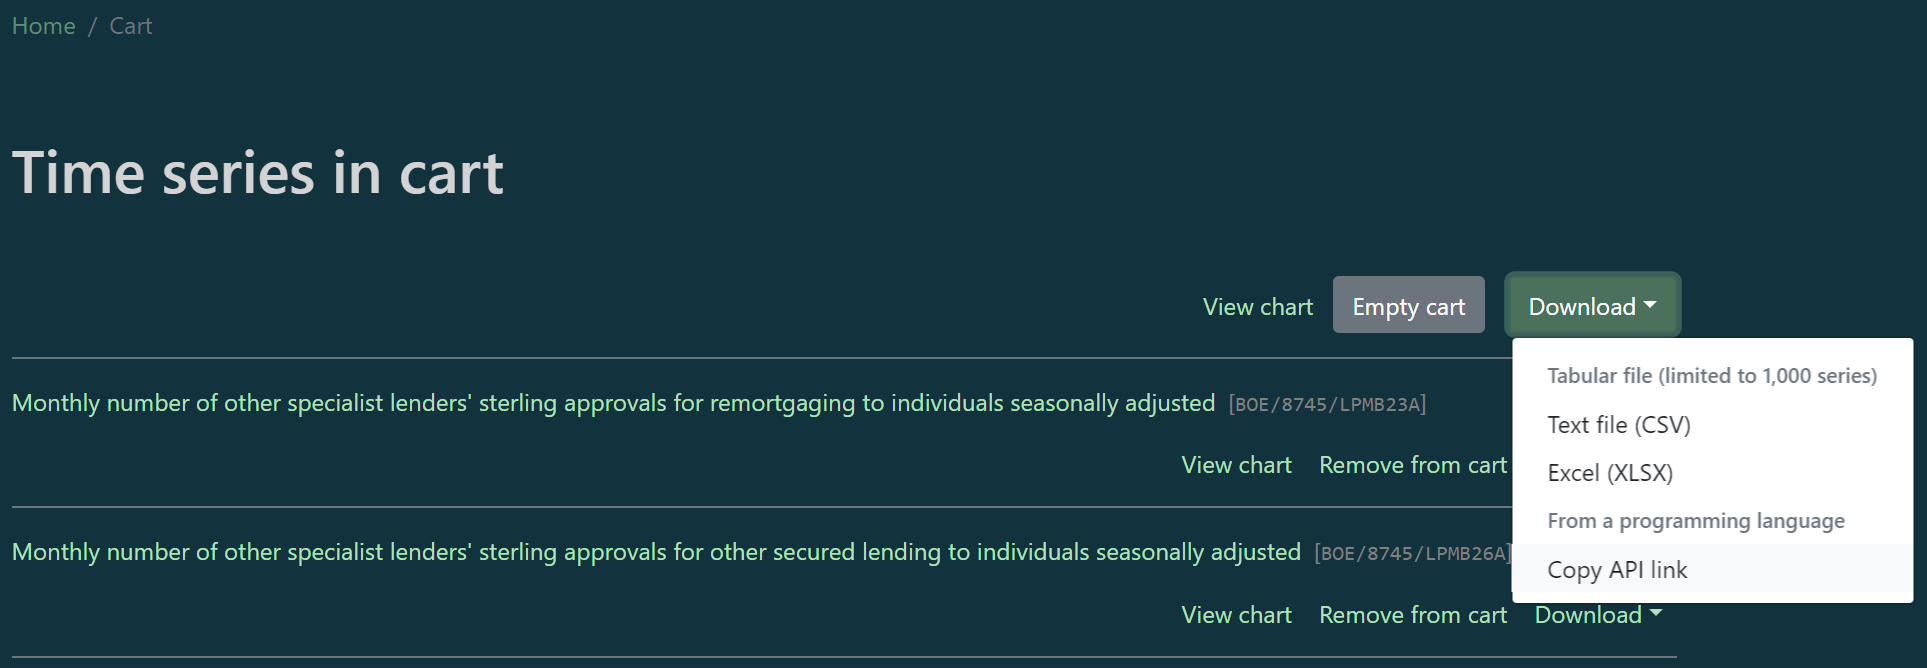 Home / Cart
Time series in cart
View chart Empty cart Download
Tabular file (limited to 1,000 series)
Text file (CSV)
Excel (XLSX)
From a programming language
Copy API link
Monthly number of other specialist lenders' sterling approvals for remortgaging to individuals seasonally adjusted [BOE/8745/LPMB23A]
View chart Remove from cart
Monthly number of other specialist lenders' sterling approvals for other secured lending to individuals seasonally adjusted [BOE/8745/LPMB26A]
View chart Remove from cart Download